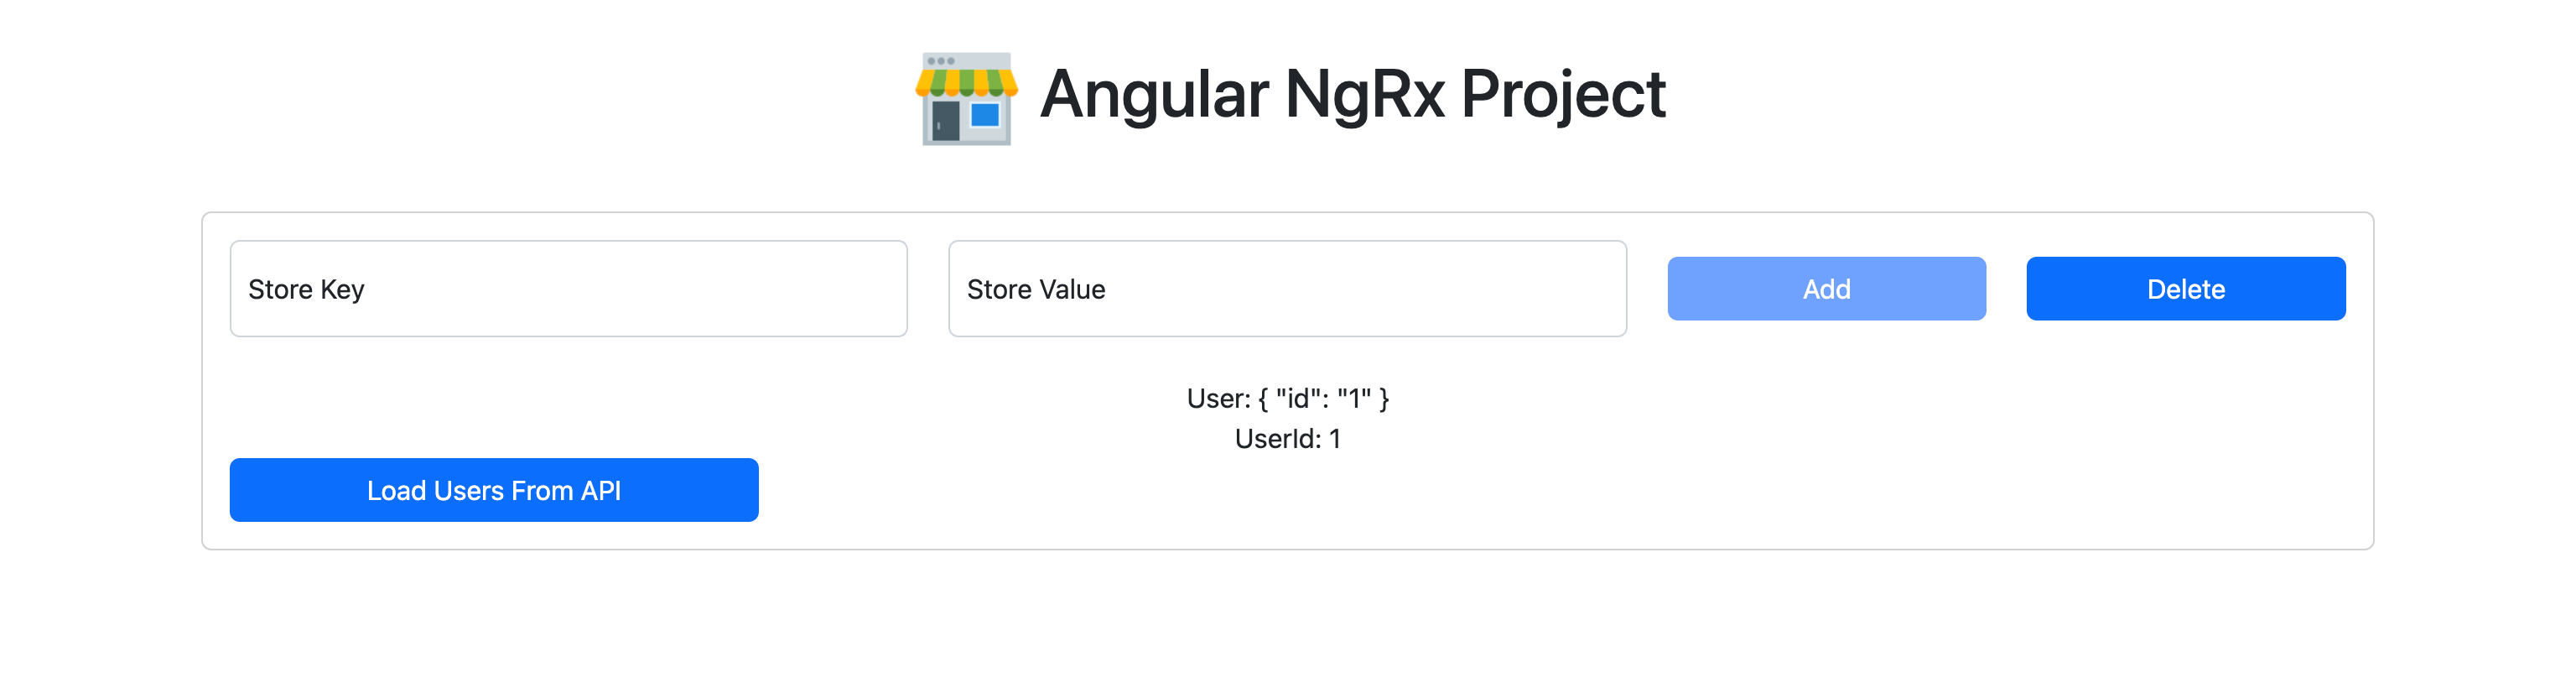 Angular NgRx Project
Store Key
Store Value
Add
Delete
User: { "id": "1" }
UserId: 1
Load Users From API